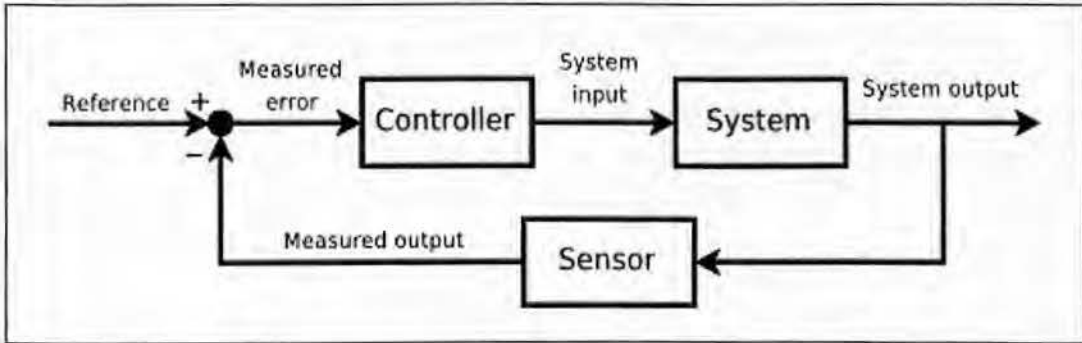 Reference
+
−
Measured
error
Controller
System
input
System
System output
Measured output
Sensor